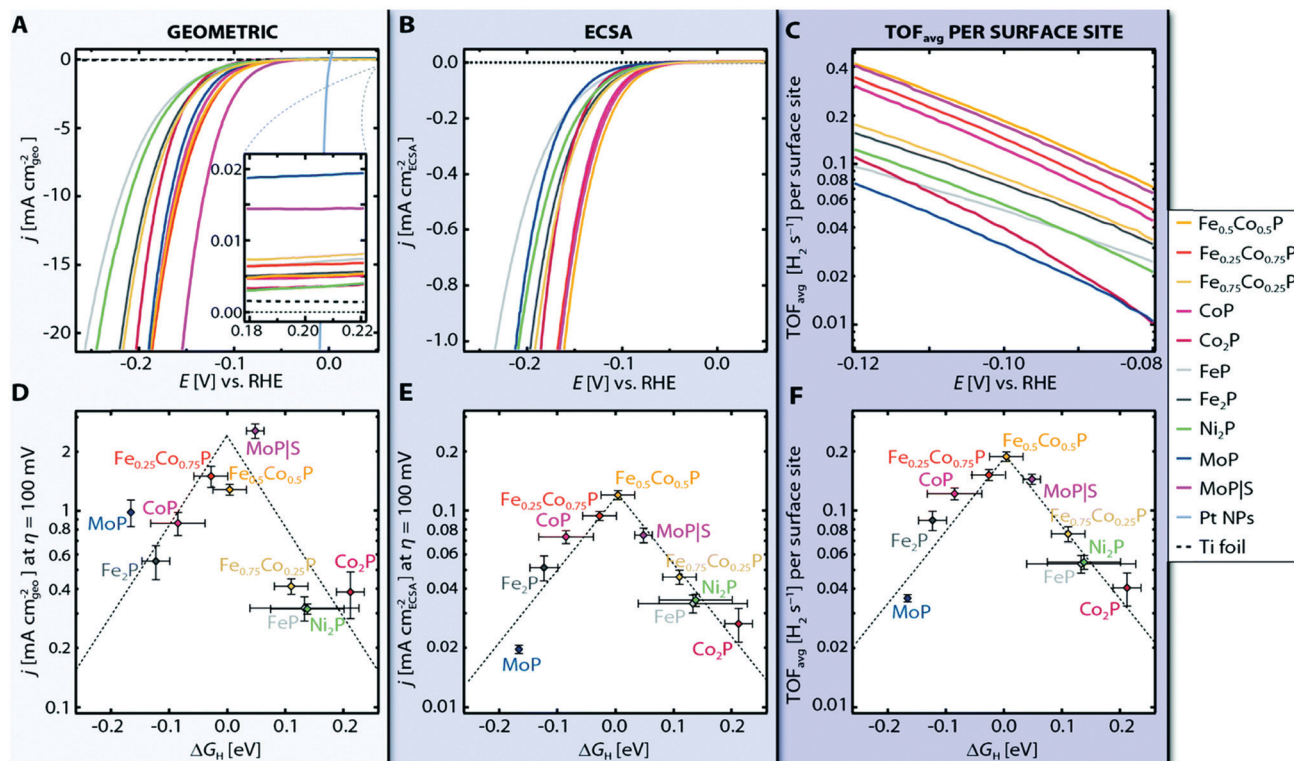 A GEOMETRIC
0
-5
-10
-15
-20
j [mA cm⁻²geo]
0.02
0.01
0.00
0.18 0.20 0.22
-0.2 -0.1 0.0
E [V] vs. RHE
B ECSA
0.0
-0.2
-0.4
-0.6
-0.8
-1.0
j [mA cm⁻²ECSA]
-0.2 -0.1 0.0
E [V] vs. RHE
C TOFavg PER SURFACE SITE
0.4
0.2
0.1
0.04
0.02
0.01
TOFavg [H₂ s⁻¹] per surface site
-0.12 -0.10 -0.08
E [V] vs. RHE
Fe₀.₅Co₀.₅P
Fe₀.₂₅Co₀.₇₅P
Fe₀.₇₅Co₀.₂₅P
CoP
Co₂P
FeP
Fe₂P
Ni₂P
MoP
MoP|S
Pt NPs
Ti foil
D
2
1
0.8
0.6
0.4
0.2
0.1
j [mA cm⁻²geo] at η = 100 mV
MoP|S
Fe₀.₂₅Co₀.₇₅P
Fe₀.₅Co₀.₅P
MoP
CoP
Fe₂P
Fe₀.₇₅Co₀.₂₅P
Co₂P
FeP
Ni₂P
-0.2 -0.1 0.0 0.1 0.2
ΔGH [eV]
E
0.2
0.1
0.08
0.06
0.04
0.02
0.01
j [mA cm⁻²ECSA] at η = 100 mV
Fe₀.₅Co₀.₅P
Fe₀.₂₅Co₀.₇₅P
CoP
MoP|S
Fe₂P
Fe₀.₇₅Co₀.₂₅P
Ni₂P
FeP
Co₂P
MoP
-0.2 -0.1 0.0 0.1 0.2
ΔGH [eV]
F
0.4
0.2
0.1
0.08
0.06
0.04
0.02
0.01
TOFavg [H₂ s⁻¹] per surface site
Fe₀.₅Co₀.₅P
Fe₀.₂₅Co₀.₇₅P
CoP
MoP|S
Fe₂P
Fe₀.₇₅Co₀.₂₅P
Ni₂P
FeP
MoP
Co₂P
-0.2 -0.1 0.0 0.1 0.2
ΔGH [eV]